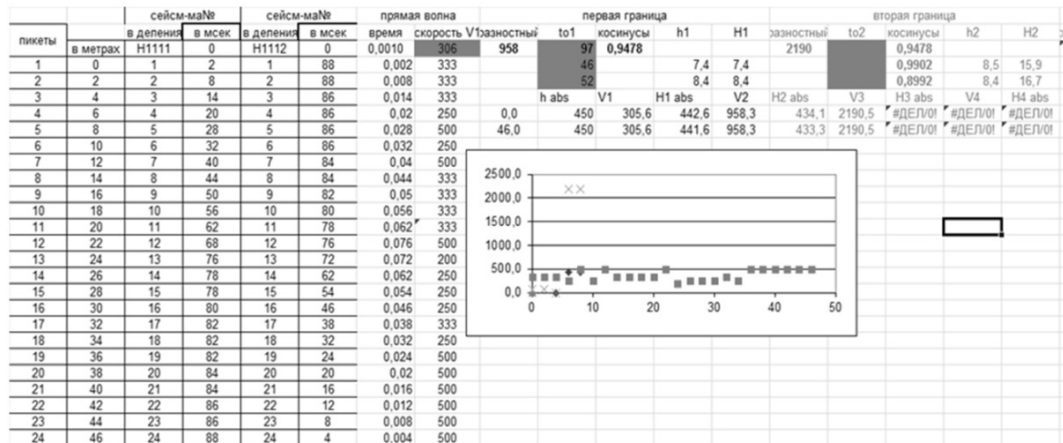 сейсм-ма№ сейсм-ма№ прямая волна первая граница вторая граница
пикеты в деления в мсек в деления в мсек время скорость V1 разностный to1 косинусы h1 H1 разностный to2 косинусы h2 H2
в метрах H1111 0 H1112 0 0,0010 306 958 97 0,9478 2190 0,9478
1 0 1 2 1 88 0,002 333 46 7,4 7,4 0,9902 8,5 15,9
2 2 2 8 2 88 0,008 333 52 8,4 8,4 0,8992 8,4 16,7
3 4 3 14 3 86 0,014 333 h abs V1 H1 abs V2 H2 abs V3 H3 abs V4 H4 abs
4 6 4 20 4 86 0,02 250 0,0 450 305,6 442,6 958,3 434,1 2190,5 #ДЕЛ/0! #ДЕЛ/0! #ДЕЛ/0!
5 8 5 28 5 86 0,028 500 46,0 450 305,6 441,6 958,3 433,3 2190,5 #ДЕЛ/0! #ДЕЛ/0! #ДЕЛ/0!
6 10 6 32 6 86 0,032 250
7 12 7 40 7 84 0,04 500
8 14 8 44 8 84 0,044 333
9 16 9 50 9 82 0,05 333
10 18 10 56 10 80 0,056 333
11 20 11 62 11 78 0,062 333
12 22 12 68 12 76 0,076 500
13 24 13 76 13 72 0,072 200
14 26 14 78 14 62 0,062 250
15 28 15 78 15 54 0,054 250
16 30 16 80 16 46 0,046 250
17 32 17 82 17 38 0,038 333
18 34 18 82 18 32 0,032 250
19 36 19 82 19 24 0,024 500
20 38 20 84 20 20 0,02 500
21 40 21 84 21 16 0,016 500
22 42 22 86 22 12 0,012 500
23 44 23 86 23 8 0,008 500
24 46 24 88 24 4 0,004 500
2500,0
2000,0
1500,0
1000,0
500,0
0,0
0 10 20 30 40 50